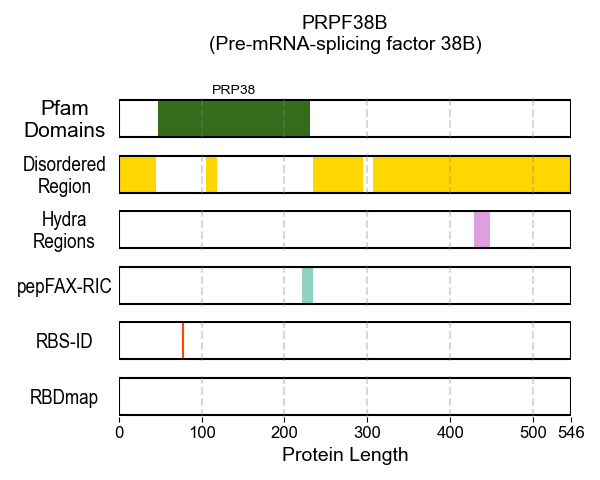 PRPF38B
(Pre-mRNA-splicing factor 38B)
PRP38
Pfam
Domains
Disordered
Region
Hydra
Regions
pepFAX-RIC
RBS-ID
RBDmap
0 100 200 300 400 500 546
Protein Length